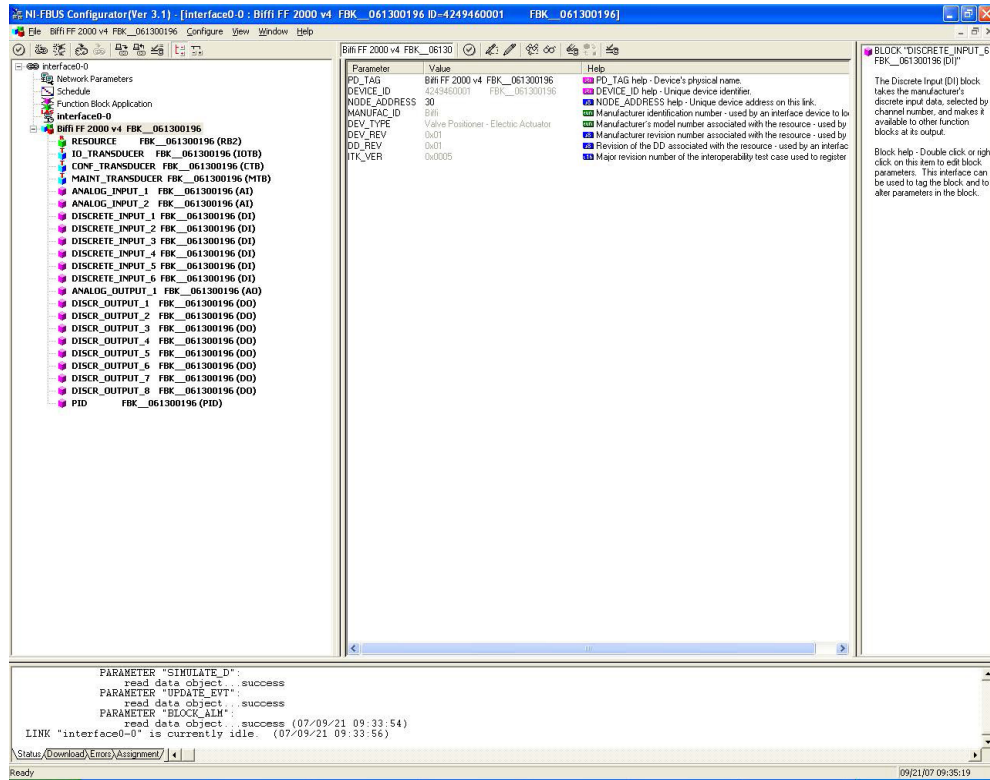 NI-FBUS Configurator(Ver 3.1) - [interface0-0 : Biffi FF 2000 v4 FBK__061300196 ID=4249460001 FBK__061300196]
File Biffi FF 2000 v4 FBK__061300196 Configure View Window Help
interface0-0
Network Parameters
Schedule
Function Block Application
interface0-0
Biffi FF 2000 v4 FBK__061300196
RESOURCE FBK__061300196 (RB2)
IO_TRANSDUCER FBK__061300196 (IOTB)
CONF_TRANSDUCER FBK__061300196 (CTB)
MAINT_TRANSDUCER FBK__061300196 (MTB)
ANALOG_INPUT_1 FBK__061300196 (AI)
ANALOG_INPUT_2 FBK__061300196 (AI)
DISCRETE_INPUT_1 FBK__061300196 (DI)
DISCRETE_INPUT_2 FBK__061300196 (DI)
DISCRETE_INPUT_3 FBK__061300196 (DI)
DISCRETE_INPUT_4 FBK__061300196 (DI)
DISCRETE_INPUT_5 FBK__061300196 (DI)
DISCRETE_INPUT_6 FBK__061300196 (DI)
ANALOG_OUTPUT_1 FBK__061300196 (AO)
DISCR_OUTPUT_1 FBK__061300196 (DO)
DISCR_OUTPUT_2 FBK__061300196 (DO)
DISCR_OUTPUT_3 FBK__061300196 (DO)
DISCR_OUTPUT_4 FBK__061300196 (DO)
DISCR_OUTPUT_5 FBK__061300196 (DO)
DISCR_OUTPUT_6 FBK__061300196 (DO)
DISCR_OUTPUT_7 FBK__061300196 (DO)
DISCR_OUTPUT_8 FBK__061300196 (DO)
PID FBK__061300196 (PID)
Biffi FF 2000 v4 FBK__06130
Parameter Value Help
PD_TAG Biffi FF 2000 v4 FBK__061300196 PD_TAG help - Device's physical name.
DEVICE_ID 4249460001 FBK__061300196 DEVICE_ID help - Unique device identifier.
NODE_ADDRESS 30 NODE_ADDRESS help - Unique device address on this link.
MANUFAC_ID Biffi Manufacturer identification number - used by an interface device to lo
DEV_TYPE Valve Positioner - Electric Actuator Manufacturer's model number associated with the resource - used by
DEV_REV 0x01 Manufacturer revision number associated with the resource - used by
DD_REV 0x01 Revision of the DD associated with the resource - used by an interfac
ITK_VER 0x0005 Major revision number of the interoperability test case used to register
BLOCK "DISCRETE_INPUT_6
FBK__061300196 (DI)"
The Discrete Input (DI) block
takes the manufacturer's
discrete input data, selected by
channel number, and makes it
available to other function
blocks at its output.
Block help - Double click or righ
click on this item to edit block
parameters. This interface can
be used to tag the block and to
alter parameters in the block.
PARAMETER "SIMULATE_D":
read data object...success
PARAMETER "UPDATE_EVT":
read data object...success
PARAMETER "BLOCK_ALM":
read data object...success (07/09/21 09:33:54)
LINK "interface0-0" is currently idle. (07/09/21 09:33:56)
Status Download Errors Assignment
Ready
09/21/07 09:35:19